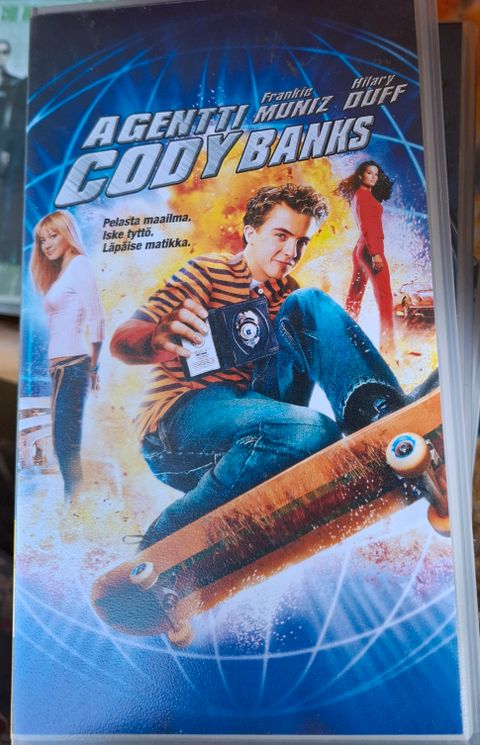 Frankie Hilary
MUNIZ DUFF
AGENTTI
CODY BANKS
Pelasta maailma.
Iske tyttö.
Läpäise matikka.